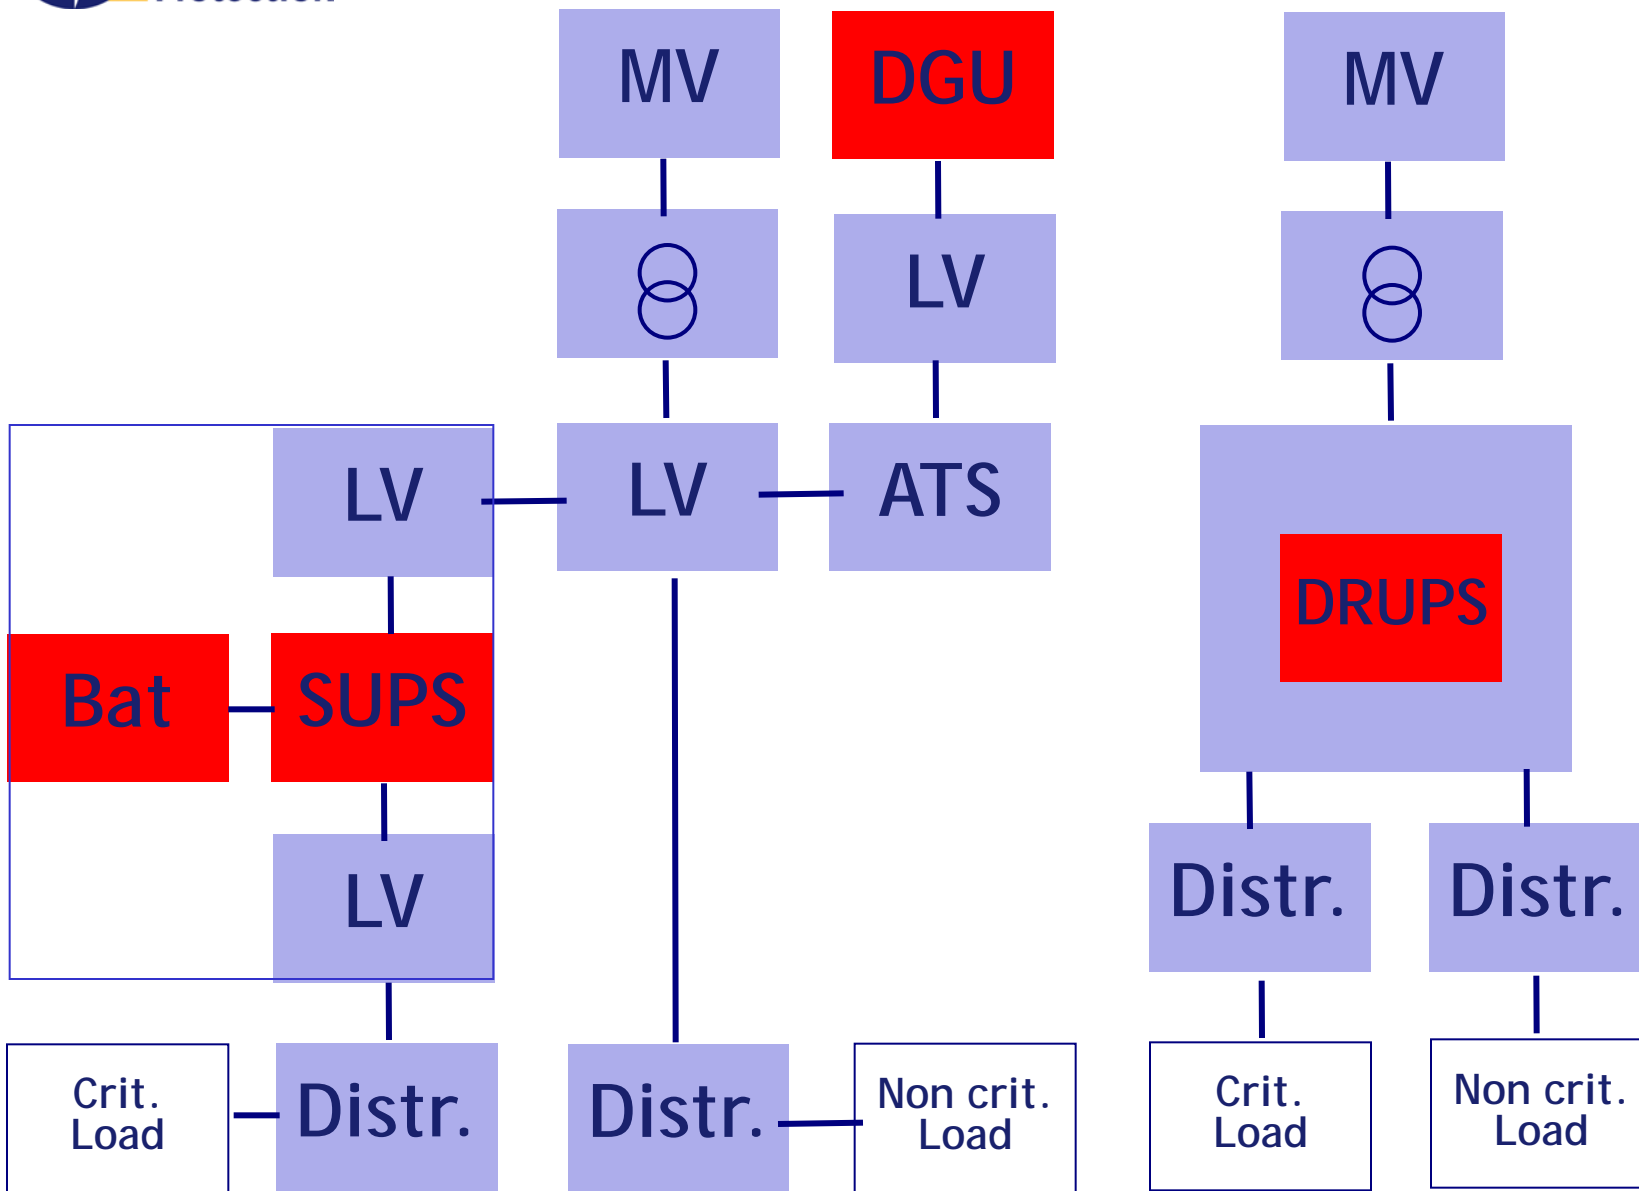 MV
DGU
MV
LV
LV
LV
ATS
DRUPS
Bat
SUPS
LV
Distr.
Distr.
Crit.
Load
Distr.
Distr.
Non crit.
Load
Crit.
Load
Non crit.
Load